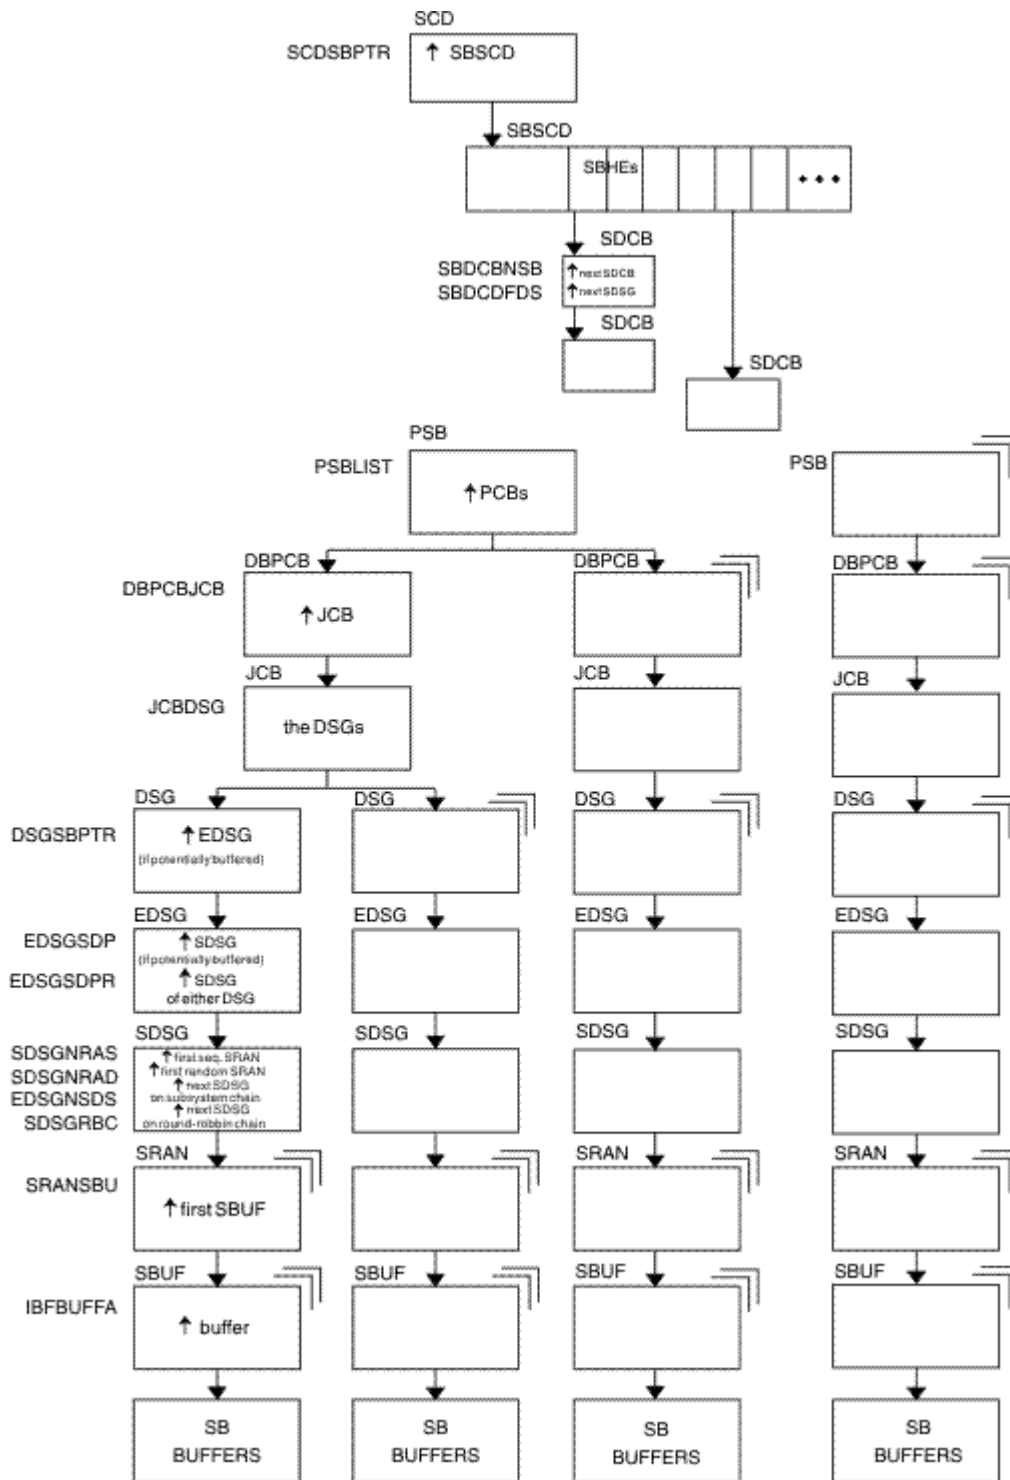 SCD
SCDSBPTR
↑ SBSCD
SBSCD
SBHEs
• • •
SDCB
SBDCBNSB
↑ next SDCB
SBDCDFDS
↑ next SDSG
SDCB
SDCB
PSB
PSBLIST
↑ PCBs
PSB
DBPCB
DBPCB
DBPCB
DBPCBJCB
↑ JCB
JCB
JCB
JCB
JCBDSG
the DSGs
DSG
DSG
DSG
DSG
DSGSBPTR
↑ EDSG
(if potentially buffered)
EDSG
EDSG
EDSG
EDSG
EDSGSDP
↑ SDSG
(if potentially buffered)
EDSGSDPR
↑ SDSG
of either DSG
SDSG
SDSG
SDSG
SDSG
SDSGNRAS
↑ first seq. SRAN
SDSGNRAD
↑ first random SRAN
EDSGNSDS
↑ next SDSG
on subsystem chain
SDSGRBC
↑ next SDSG
on round-robbin chain
SRAN
SRAN
SRAN
SRANSBU
↑ first SBUF
SBUF
SBUF
SBUF
SBUF
IBFBUFFA
↑ buffer
SB
BUFFERS
SB
BUFFERS
SB
BUFFERS
SB
BUFFERS